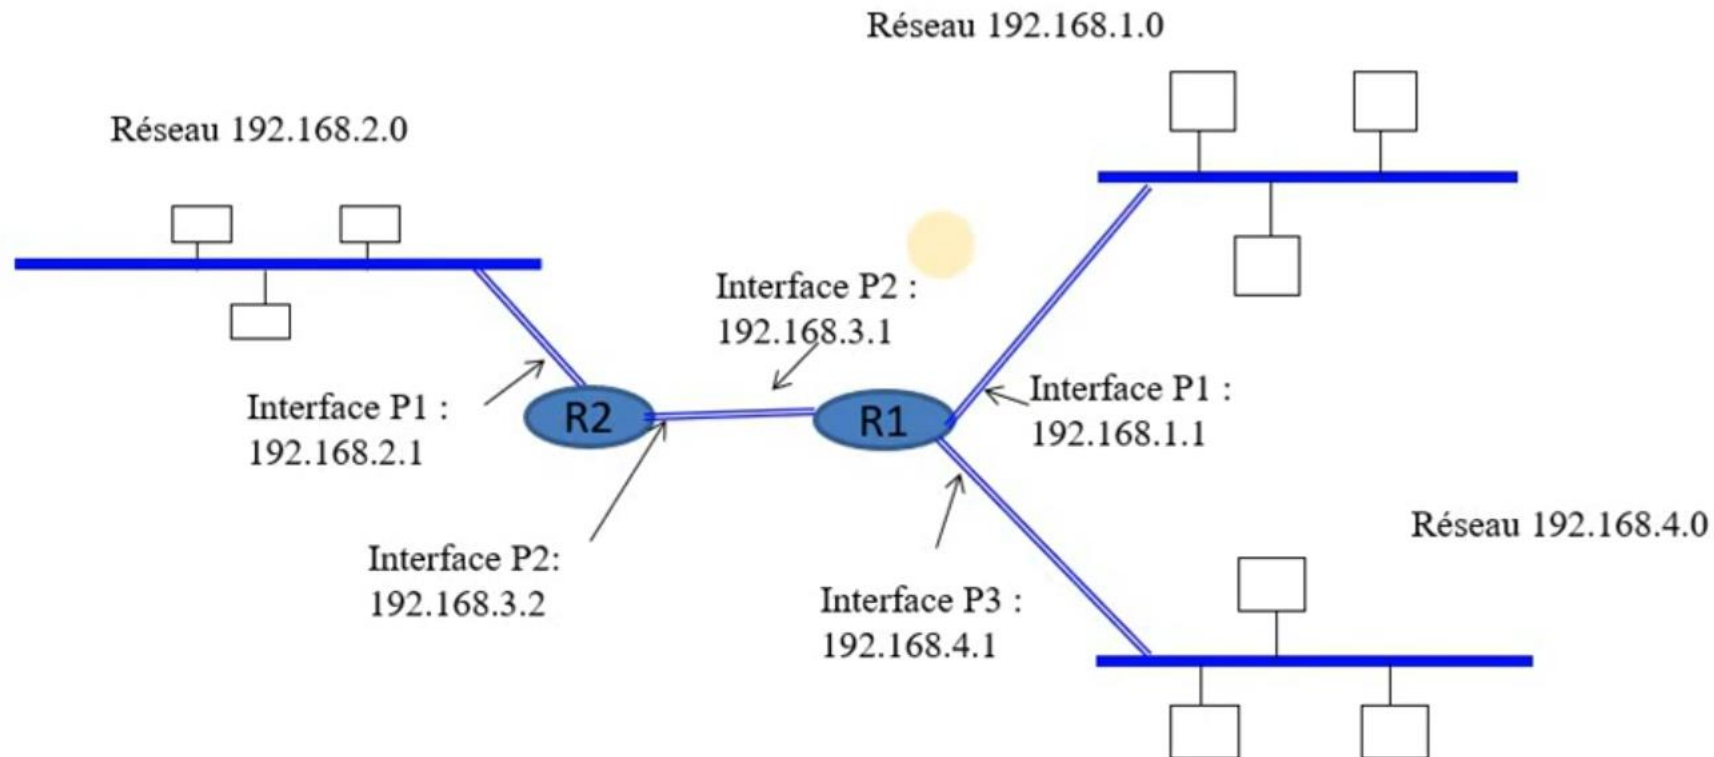 Réseau 192.168.1.0
Réseau 192.168.2.0
Interface P2 :
192.168.3.1
Interface P1 :
192.168.2.1
R2
R1
Interface P1 :
192.168.1.1
Réseau 192.168.4.0
Interface P2:
192.168.3.2
Interface P3 :
192.168.4.1